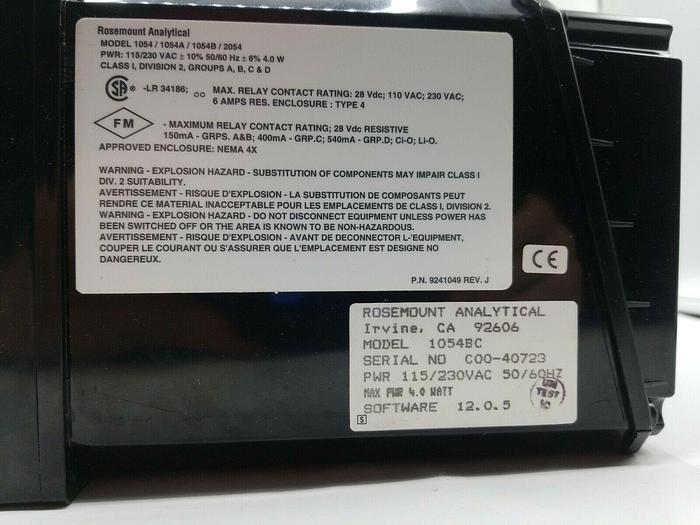 Rosemount Analytical
MODEL 1054 / 1054A / 1054B / 2054
PWR: 115/230 VAC ± 10% 50/60 Hz ± 6% 4.0 W
CLASS I, DIVISION 2, GROUPS A, B, C & D
SA ® -LR 34186; oo MAX. RELAY CONTACT RATING: 28 Vdc; 110 VAC; 230 VAC;
6 AMPS RES. ENCLOSURE : TYPE 4
FM - MAXIMUM RELAY CONTACT RATING; 28 Vdc RESISTIVE
150mA - GRPS. A&B; 400mA - GRP.C; 540mA - GRP.D; Ci-O; Li-O.
APPROVED ENCLOSURE: NEMA 4X
WARNING - EXPLOSION HAZARD - SUBSTITUTION OF COMPONENTS MAY IMPAIR CLASS I
DIV. 2 SUITABILITY.
AVERTISSEMENT - RISQUE D'EXPLOSION - LA SUBSTITUTION DE COMPOSANTS PEUT
RENDRE CE MATERIAL INACCEPTABLE POUR LES EMPLACEMENTS DE CLASS I, DIVISION 2.
WARNING - EXPLOSION HAZARD - DO NOT DISCONNECT EQUIPMENT UNLESS POWER HAS
BEEN SWITCHED OFF OR THE AREA IS KNOWN TO BE NON-HAZARDOUS.
AVERTISSEMENT - RISQUE D'EXPLOSION - AVANT DE DECONNECTOR L-'EQUIPMENT,
COUPER LE COURANT OU S'ASSURER QUE L'EMPLACEMENT EST DESIGNE NO
DANGEREUX.
P.N. 9241049 REV. J
CE
ROSEMOUNT ANALYTICAL
Irvine, CA 92606
MODEL 1054BC
SERIAL NO C00-40723
PWR 115/230VAC 50/60HZ
MAX PWR 4.0 WATT
SOFTWARE 12.0.5
TEST
S